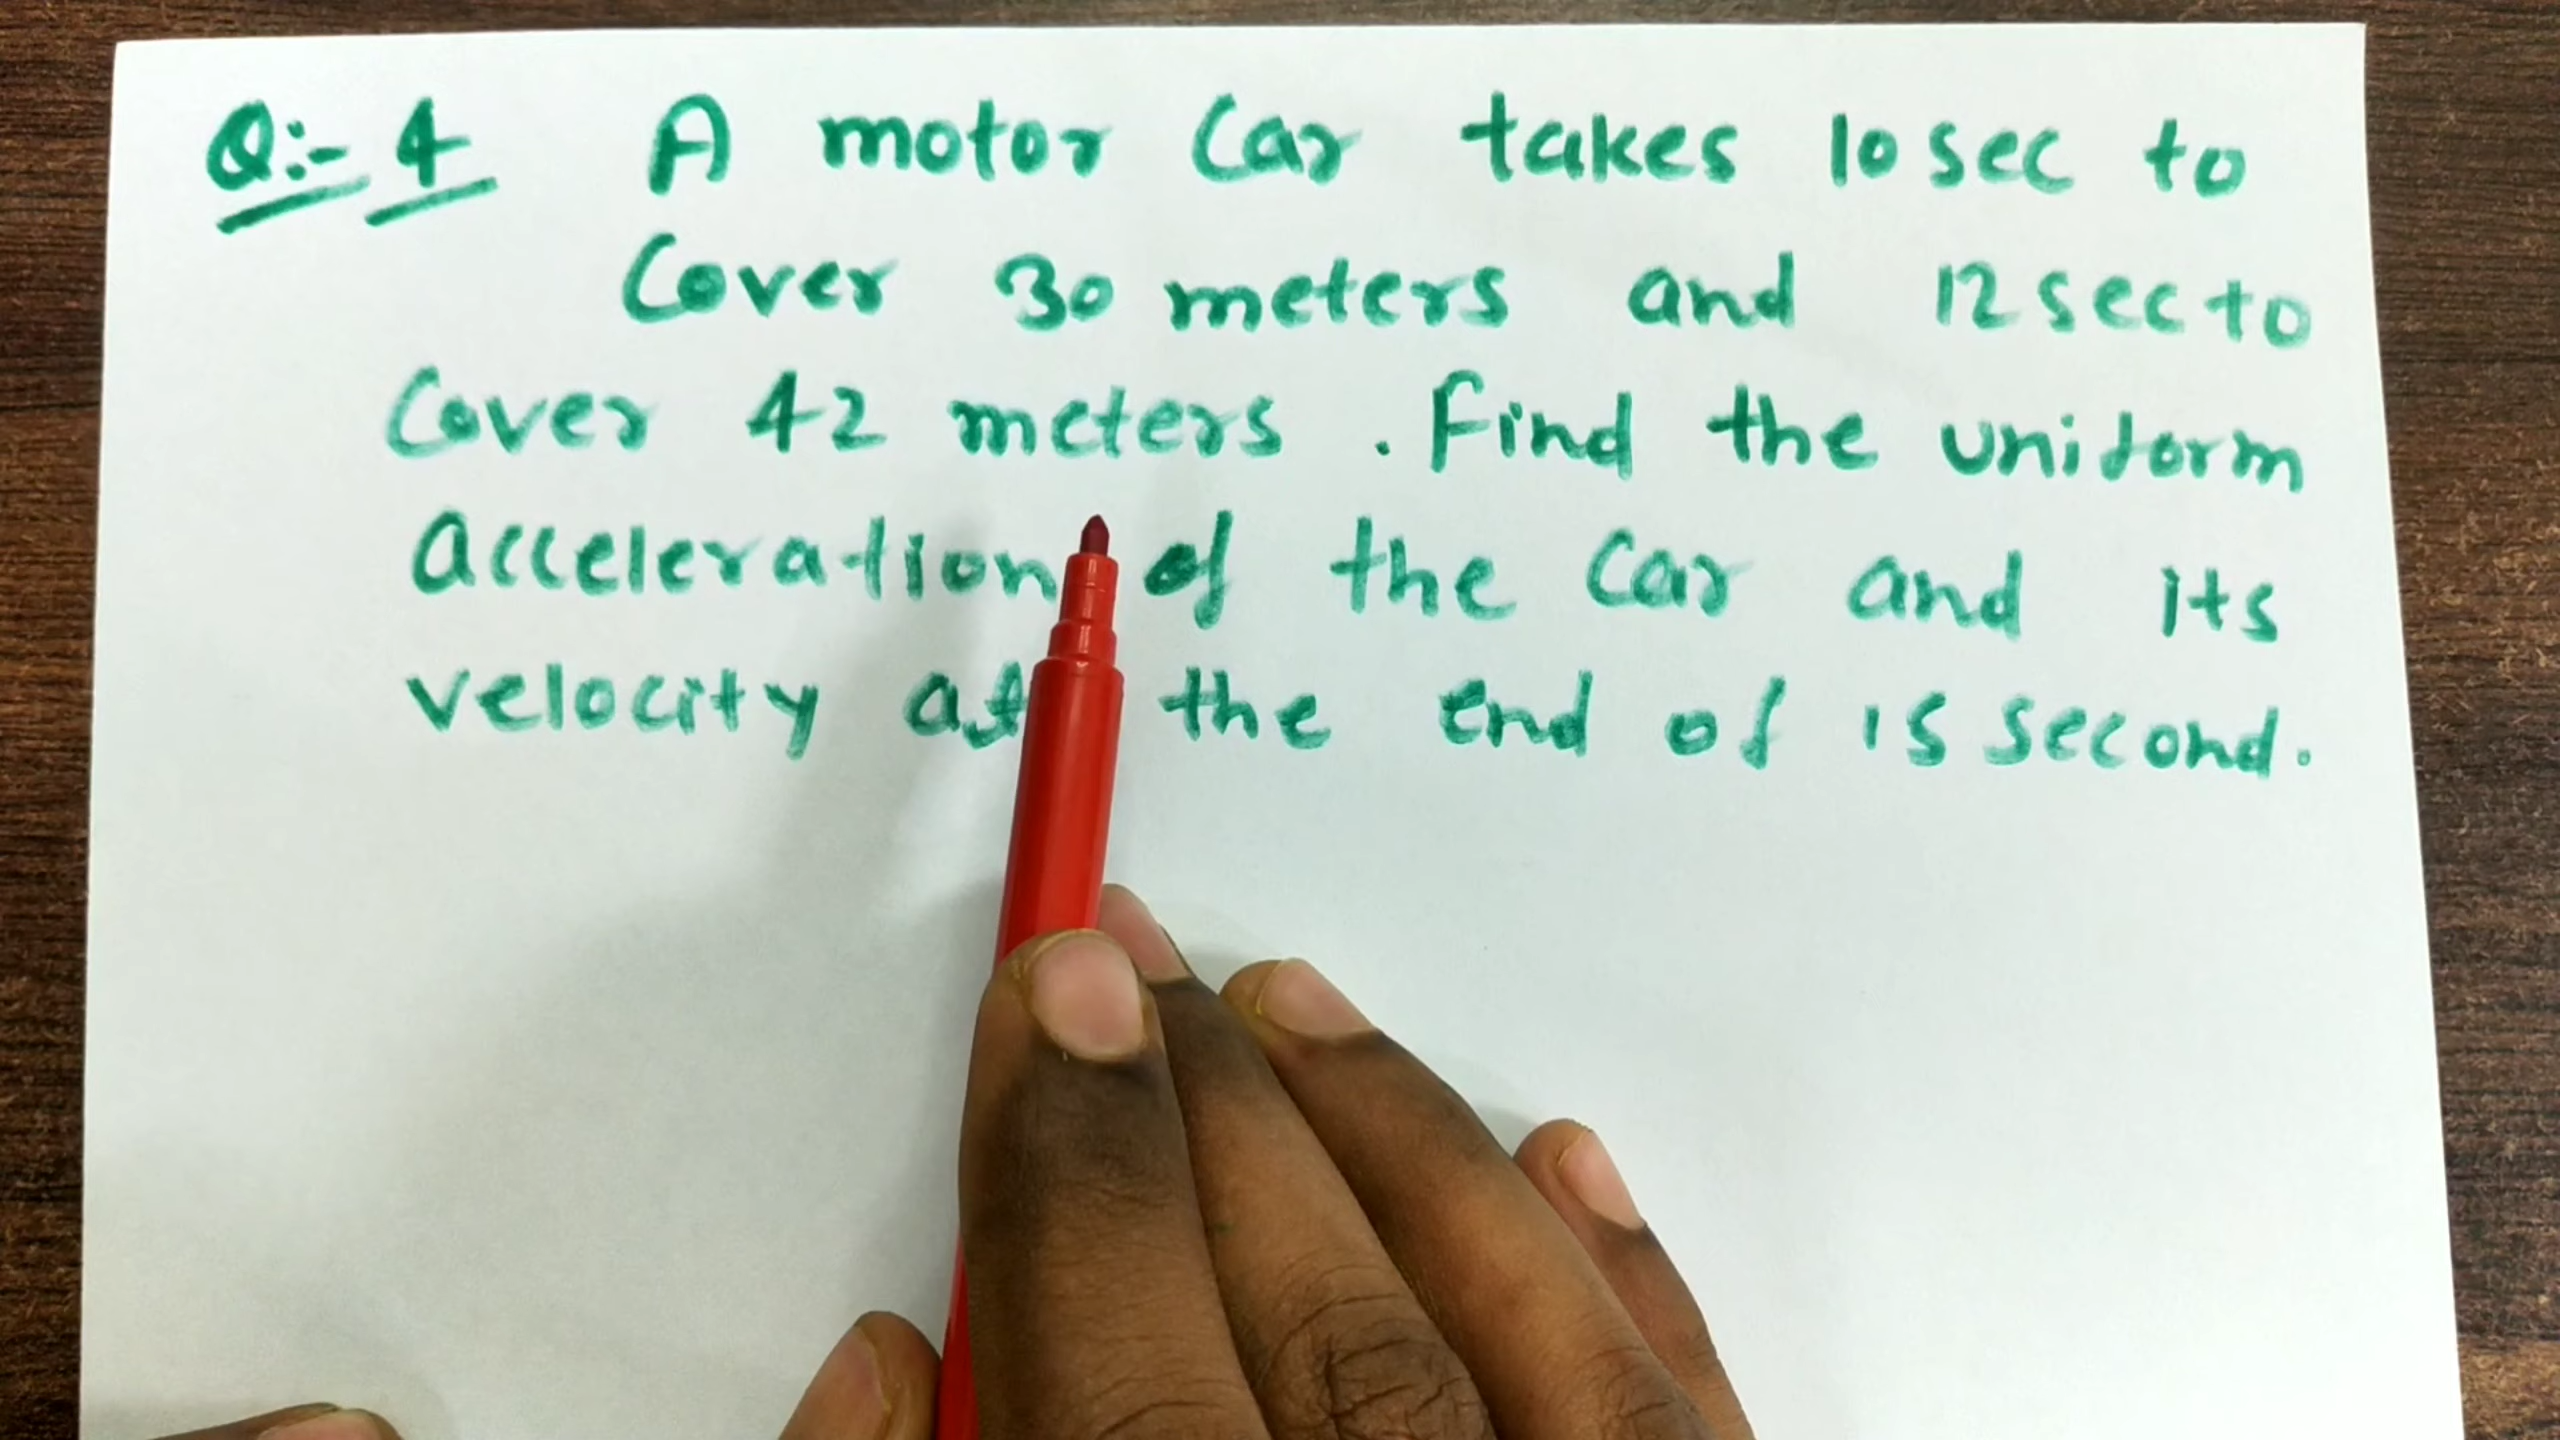 Q:- 4 A motor Car takes 10 sec to
Cover 30 meters and 12 sec to
Cover 42 meters . Find the uniform
acceleration of the Car and its
velocity at the end of 15 second.